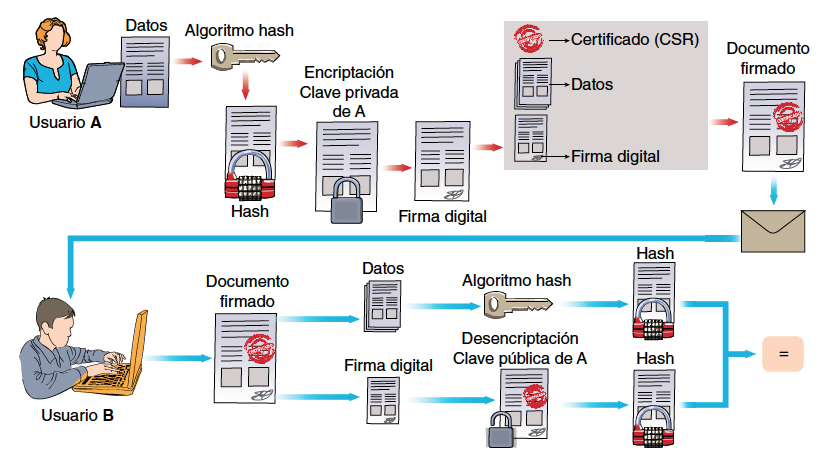 Datos
Algoritmo hash
Usuario A
Hash
Encriptación
Clave privada
de A
Firma digital
Certificado (CSR)
Datos
Firma digital
Documento
firmado
Usuario B
Documento
firmado
Datos
Algoritmo hash
Hash
Firma digital
Desencriptación
Clave pública de A
Hash
=